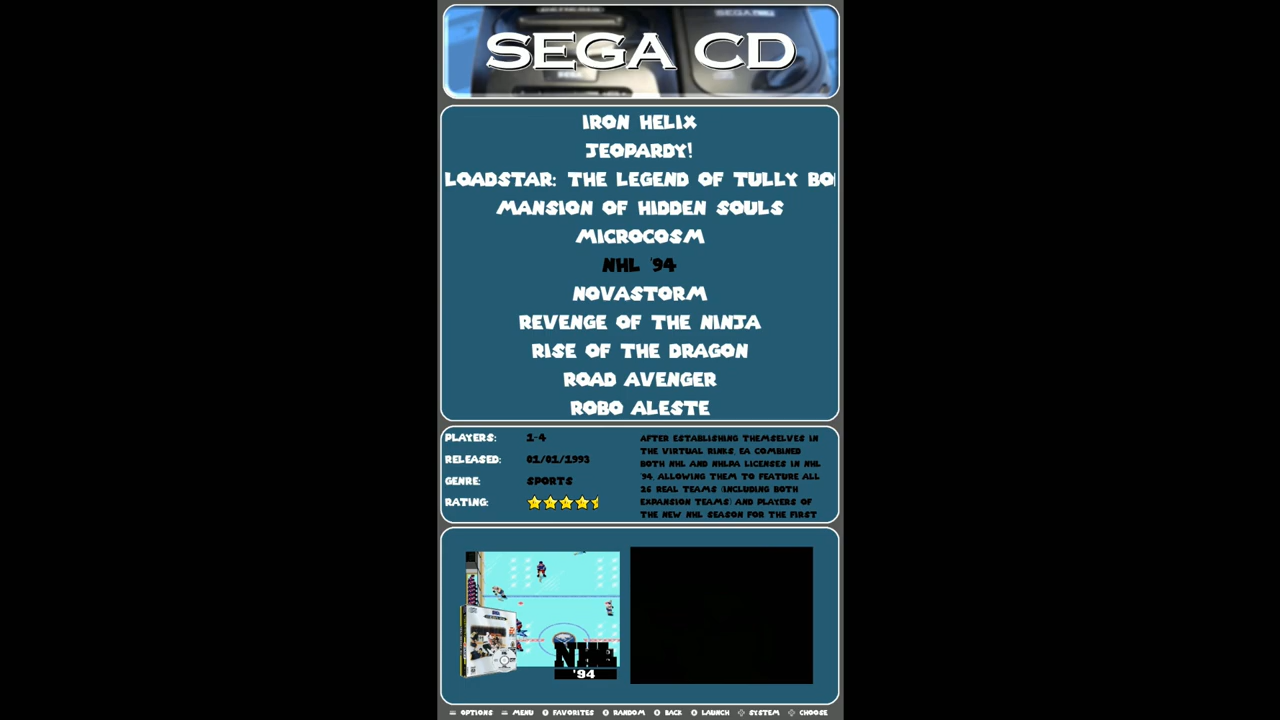 SEGA CD
IRON HELIX
JEOPARDY!
LOADSTAR: THE LEGEND OF TULLY BO
MANSION OF HIDDEN SOULS
MICROCOSM
NHL '94
NOVASTORM
REVENGE OF THE NINJA
RISE OF THE DRAGON
ROAD AVENGER
ROBO ALESTE
PLAYERS: 1-4
RELEASED: 01/01/1993
GENRE: SPORTS
RATING:
AFTER ESTABLISHING THEMSELVES IN
THE VIRTUAL RINKS, EA COMBINED
BOTH NHL AND NHLPA LICENSES IN NHL
'94, ALLOWING THEM TO FEATURE ALL
26 REAL TEAMS (INCLUDING BOTH
EXPANSION TEAMS) AND PLAYERS OF
THE NEW NHL SEASON FOR THE FIRST
NHL
'94
OPTIONS MENU FAVORITES RANDOM BACK LAUNCH SYSTEM CHOOSE